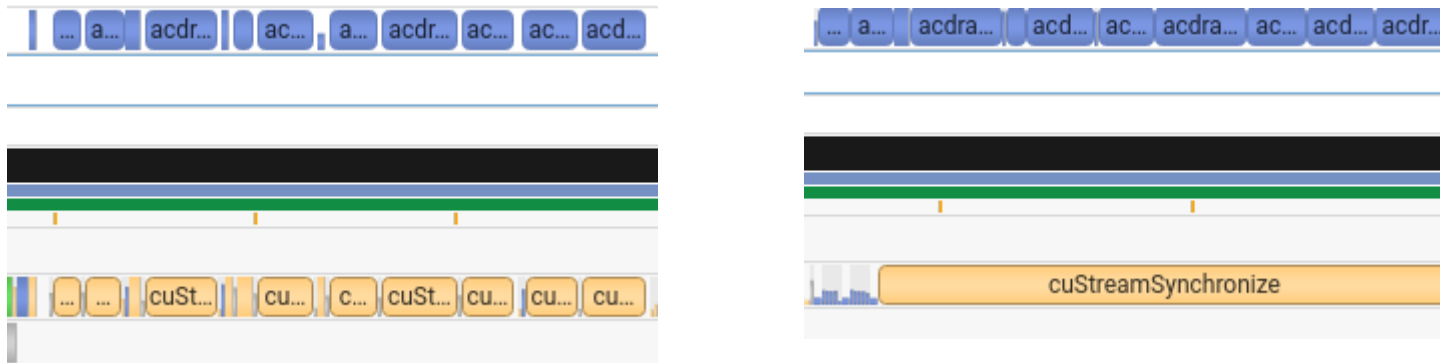 ... a... acdr... ac... a... acdr... ac... ac... acd...
... a... acdra... acd... ac... acdra... ac... acd... acdr...
... ... cuSt... cu... c... cuSt... cu... cu... cu...
cuStreamSynchronize